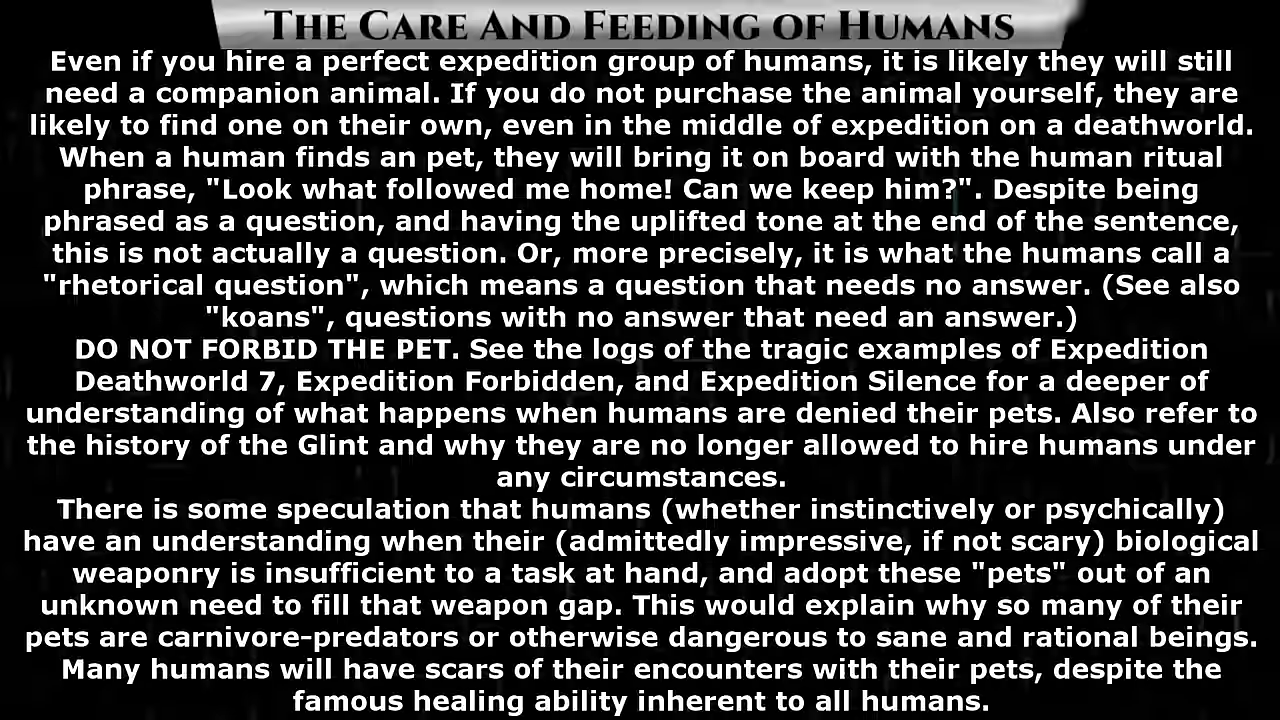 The Care And Feeding of Humans
Even if you hire a perfect expedition group of humans, it is likely they will still
need a companion animal. If you do not purchase the animal yourself, they are
likely to find one on their own, even in the middle of expedition on a deathworld.
When a human finds an pet, they will bring it on board with the human ritual
phrase, "Look what followed me home! Can we keep him?". Despite being
phrased as a question, and having the uplifted tone at the end of the sentence,
this is not actually a question. Or, more precisely, it is what the humans call a
"rhetorical question", which means a question that needs no answer. (See also
"koans", questions with no answer that need an answer.)
DO NOT FORBID THE PET. See the logs of the tragic examples of Expedition
Deathworld 7, Expedition Forbidden, and Expedition Silence for a deeper of
understanding of what happens when humans are denied their pets. Also refer to
the history of the Glint and why they are no longer allowed to hire humans under
any circumstances.
There is some speculation that humans (whether instinctively or psychically)
have an understanding when their (admittedly impressive, if not scary) biological
weaponry is insufficient to a task at hand, and adopt these "pets" out of an
unknown need to fill that weapon gap. This would explain why so many of their
pets are carnivore-predators or otherwise dangerous to sane and rational beings.
Many humans will have scars of their encounters with their pets, despite the
famous healing ability inherent to all humans.